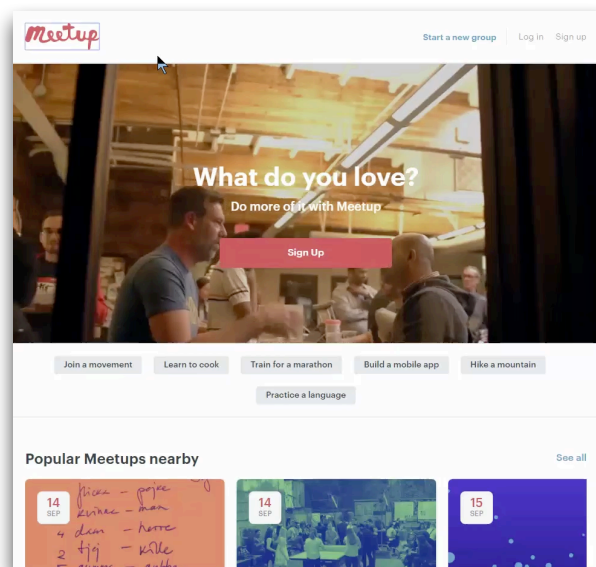 Meetup
Start a new group Log in Sign up
What do you love?
Do more of it with Meetup
Sign Up
Join a movement Learn to cook Train for a marathon Build a mobile app Hike a mountain
Practice a language
Popular Meetups nearby
See all
14
SEP
14
SEP
15
SEP